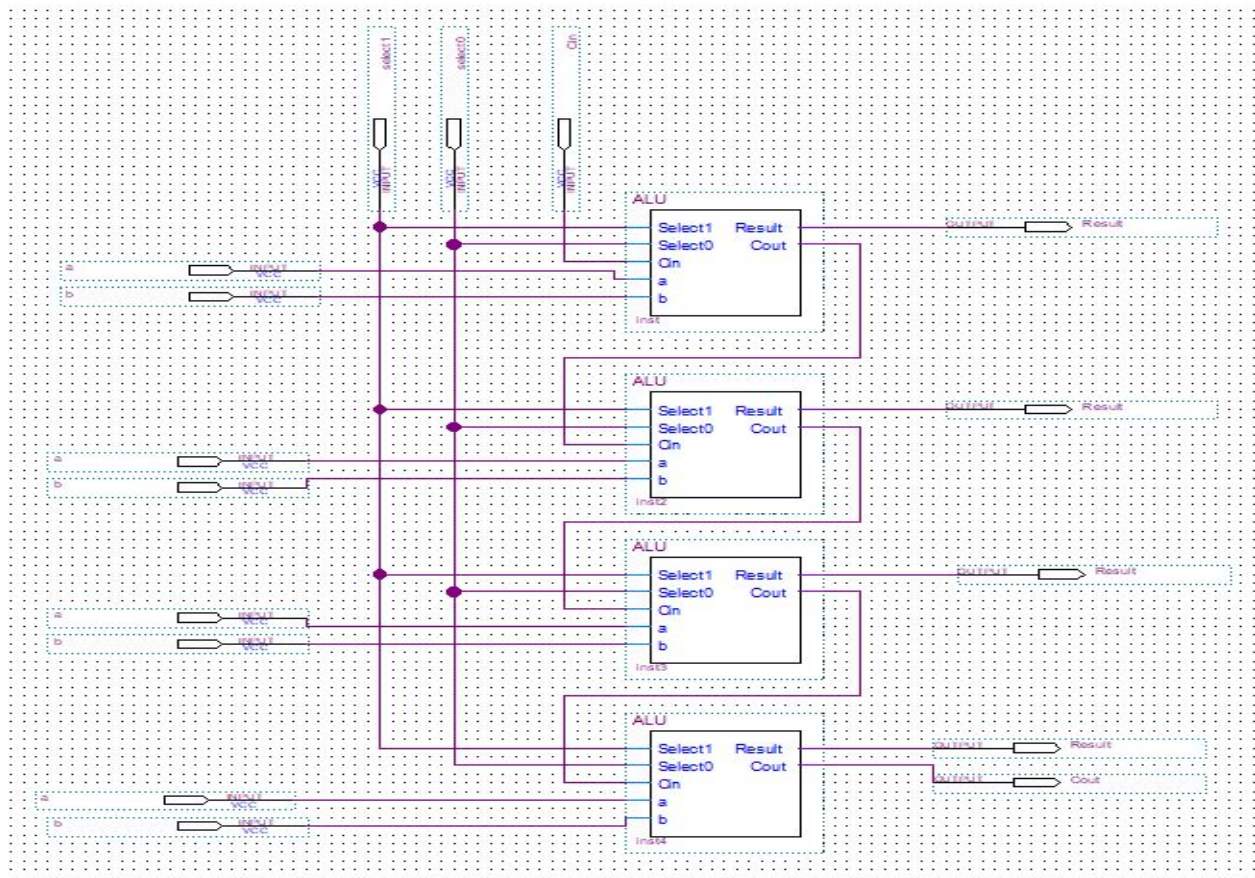 select1
select0
Cin
VCC
INPUT
VCC
INPUT
VCC
INPUT
ALU
Select1 Result
Select0 Cout
Cin
a
b
inst
OUTPUT Result
a INPUT
VCC
b INPUT
VCC
ALU
Select1 Result
Select0 Cout
Cin
a
b
inst2
OUTPUT Result
a INPUT
VCC
b INPUT
VCC
ALU
Select1 Result
Select0 Cout
Cin
a
b
inst3
OUTPUT Result
a INPUT
VCC
b INPUT
VCC
ALU
Select1 Result
Select0 Cout
Cin
a
b
inst4
OUTPUT Result
OUTPUT Cout
a INPUT
VCC
b INPUT
VCC